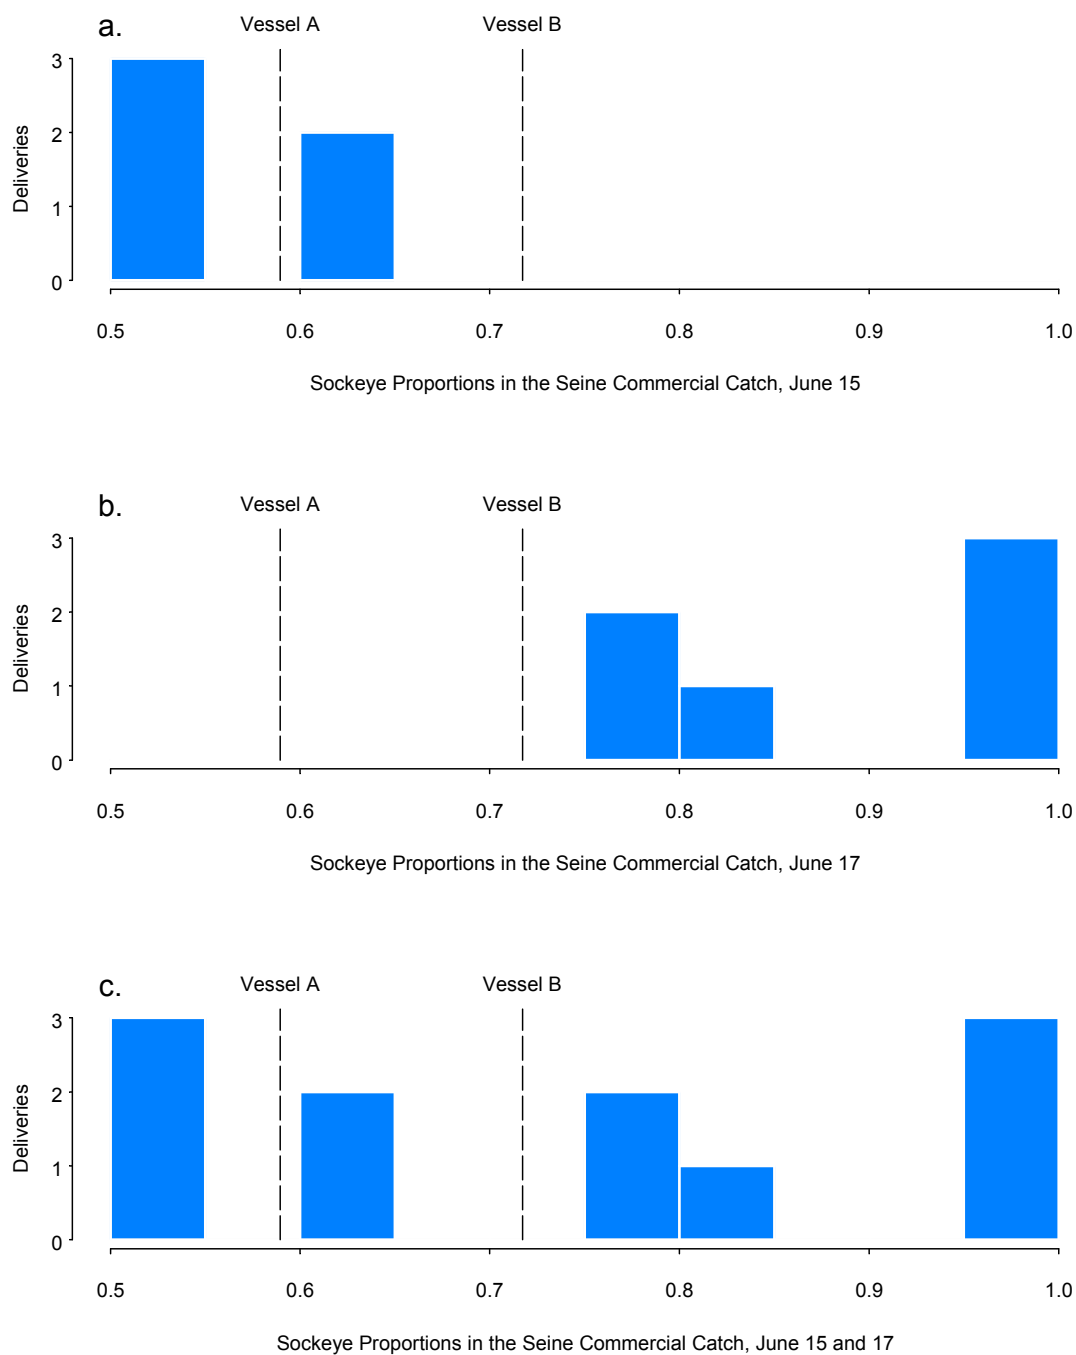 a.
Vessel A
Vessel B
3
2
1
0
Deliveries
0.5 0.6 0.7 0.8 0.9 1.0
Sockeye Proportions in the Seine Commercial Catch, June 15
b.
Vessel A
Vessel B
3
2
1
0
Deliveries
0.5 0.6 0.7 0.8 0.9 1.0
Sockeye Proportions in the Seine Commercial Catch, June 17
c.
Vessel A
Vessel B
3
2
1
0
Deliveries
0.5 0.6 0.7 0.8 0.9 1.0
Sockeye Proportions in the Seine Commercial Catch, June 15 and 17